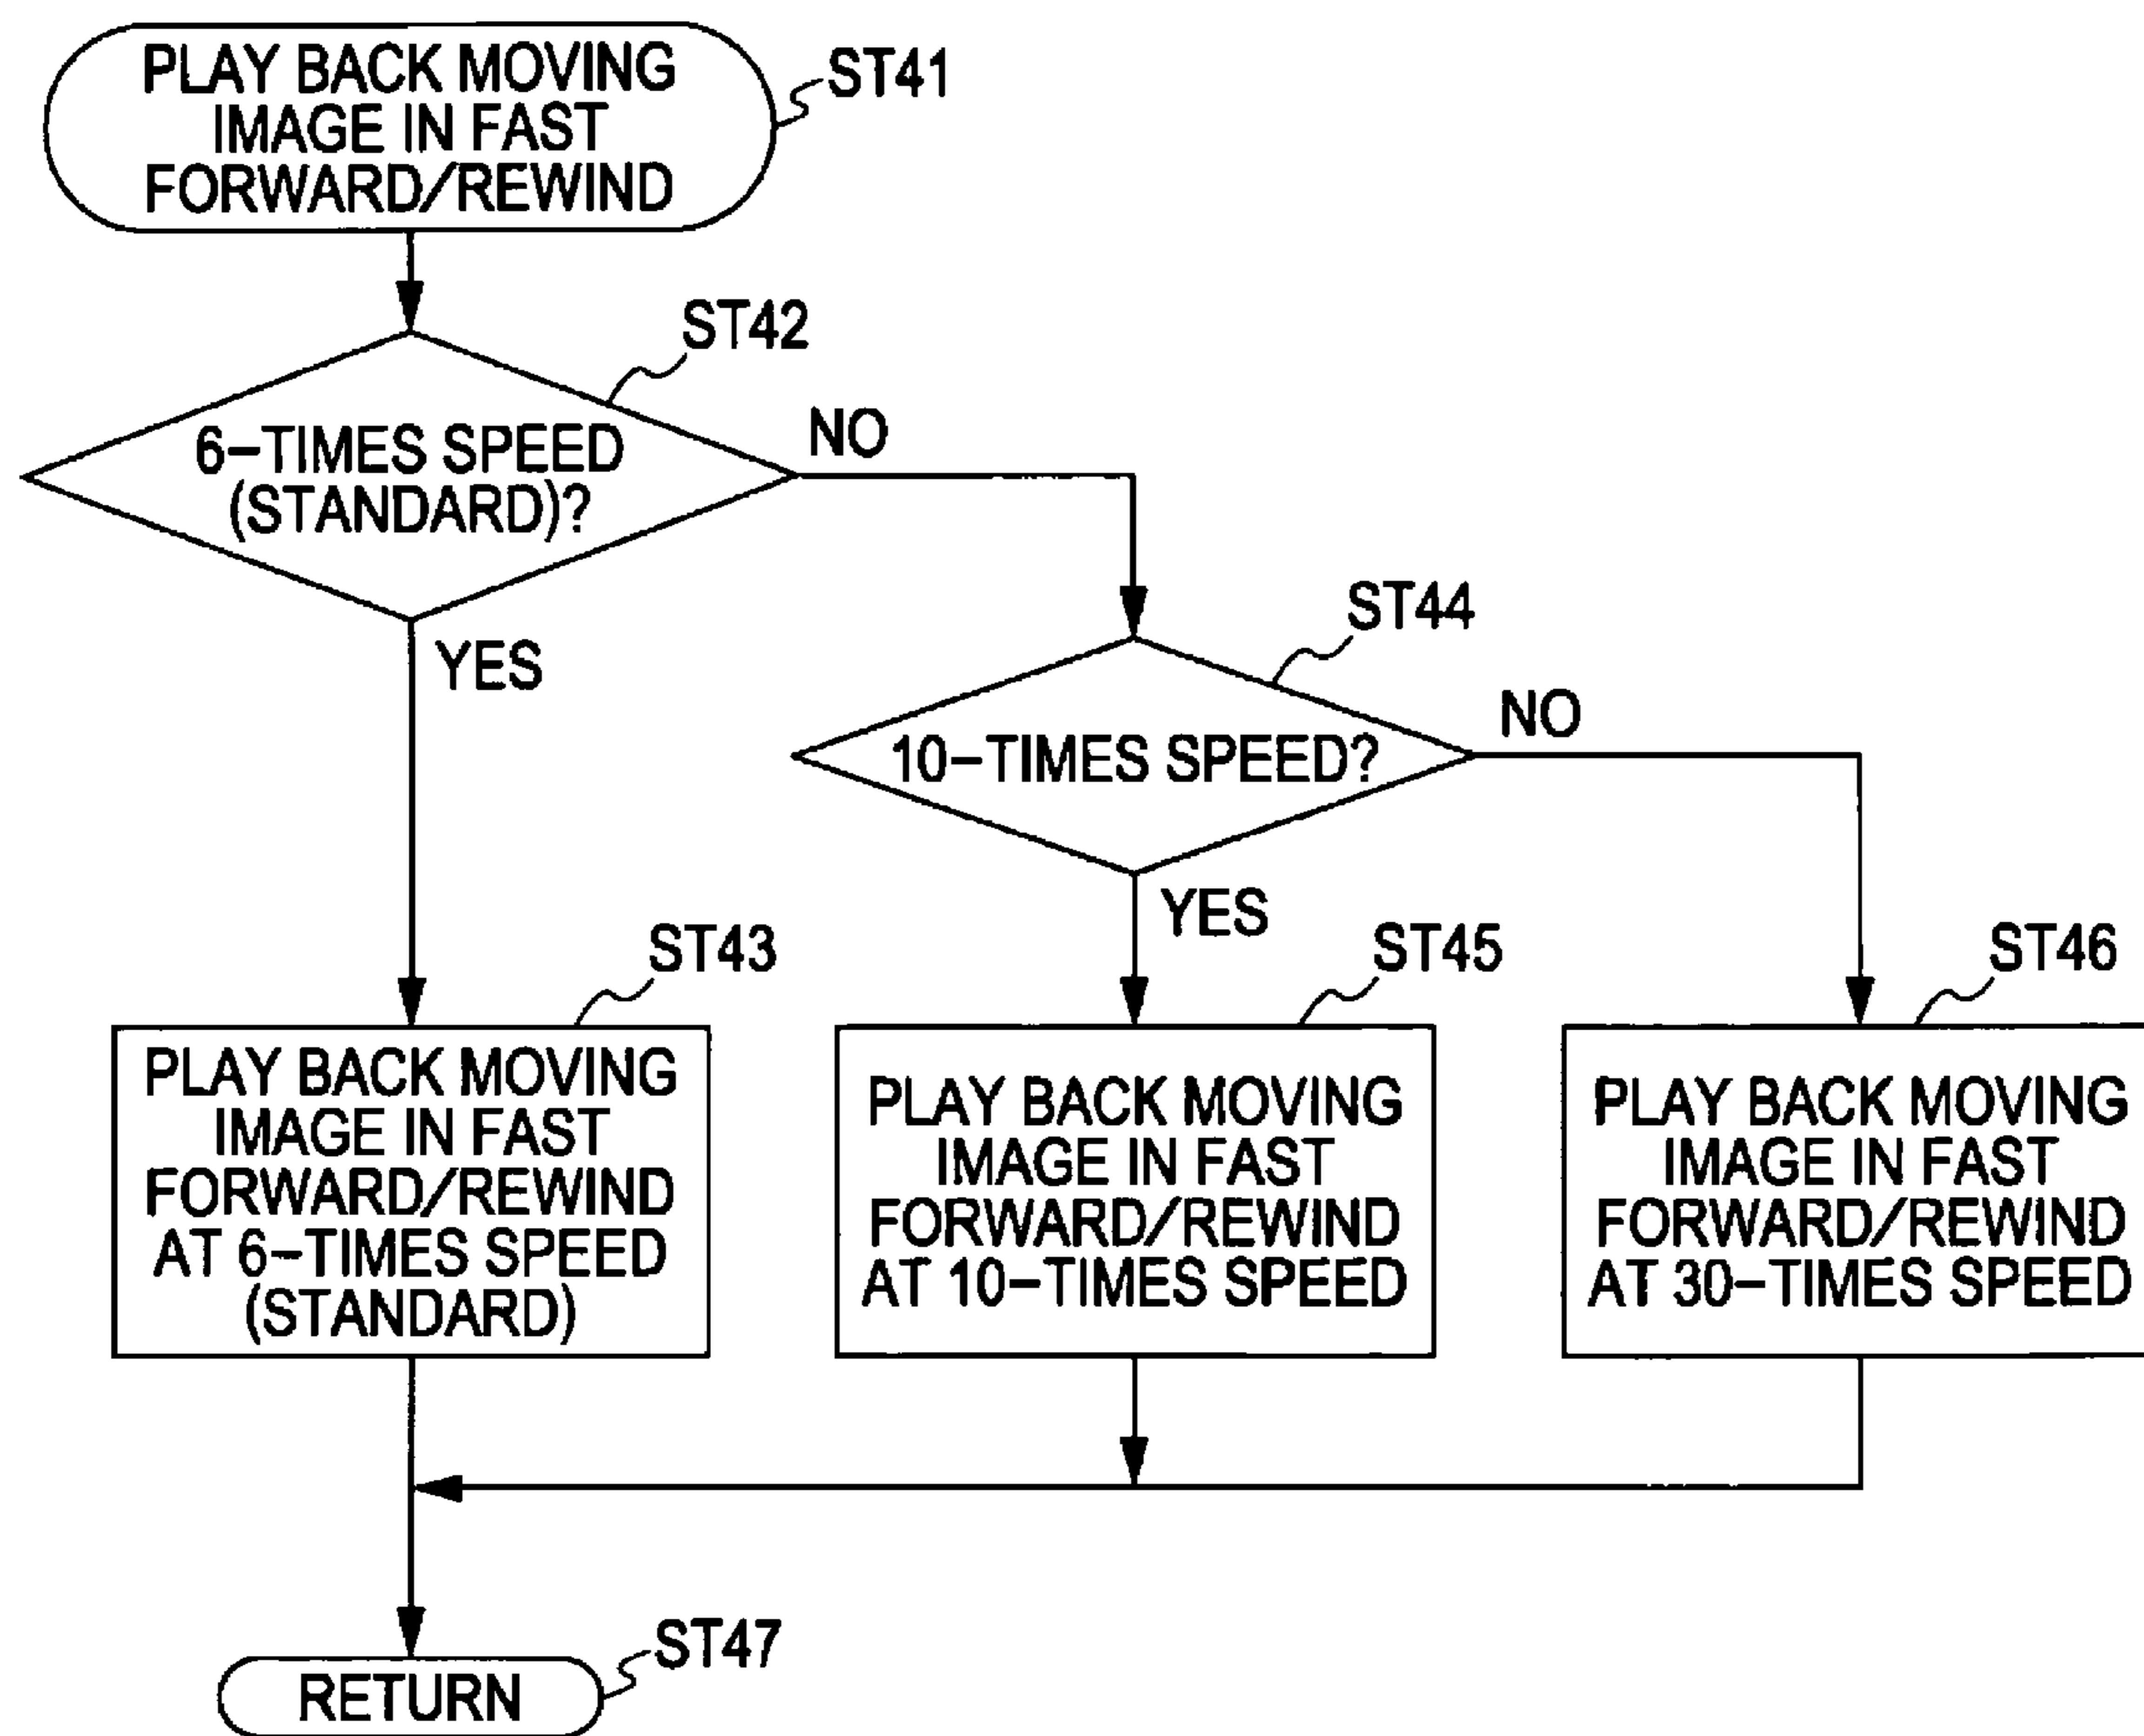 PLAY BACK MOVING
IMAGE IN FAST
FORWARD/REWIND
ST41
ST42
6-TIMES SPEED
(STANDARD)?
NO
YES
ST44
10-TIMES SPEED?
NO
YES
ST43
PLAY BACK MOVING
IMAGE IN FAST
FORWARD/REWIND
AT 6-TIMES SPEED
(STANDARD)
ST45
PLAY BACK MOVING
IMAGE IN FAST
FORWARD/REWIND
AT 10-TIMES SPEED
ST46
PLAY BACK MOVING
IMAGE IN FAST
FORWARD/REWIND
AT 30-TIMES SPEED
ST47
RETURN